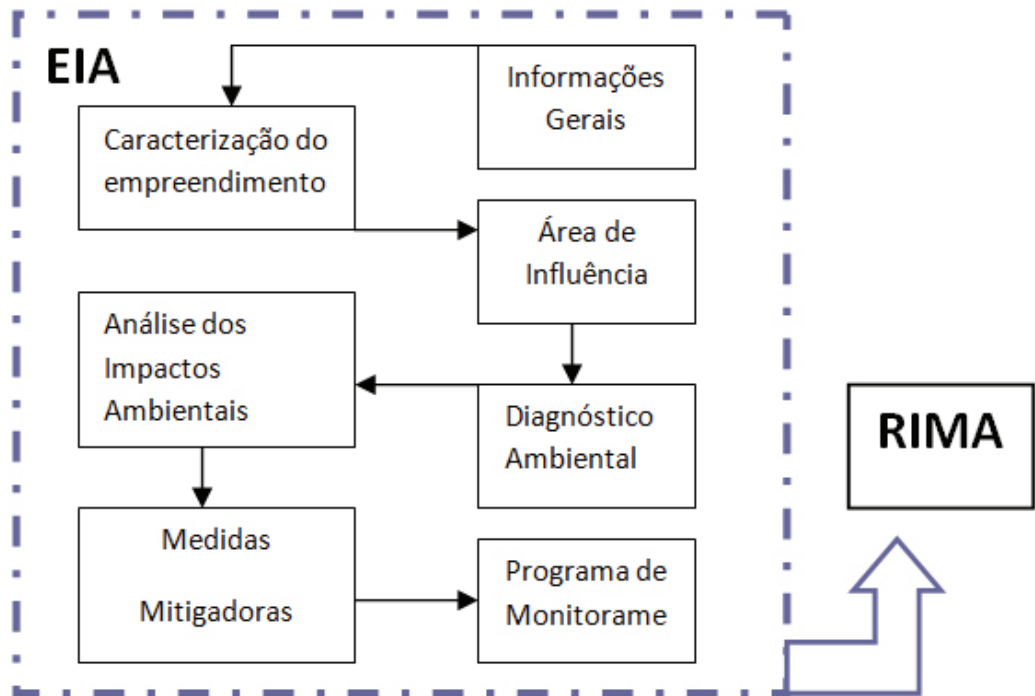 EIA
Informações
Gerais
Caracterização do
empreendimento
Área de
Influência
Análise dos
Impactos
Ambientais
Diagnóstico
Ambiental
RIMA
Medidas
Mitigadoras
Programa de
Monitorame